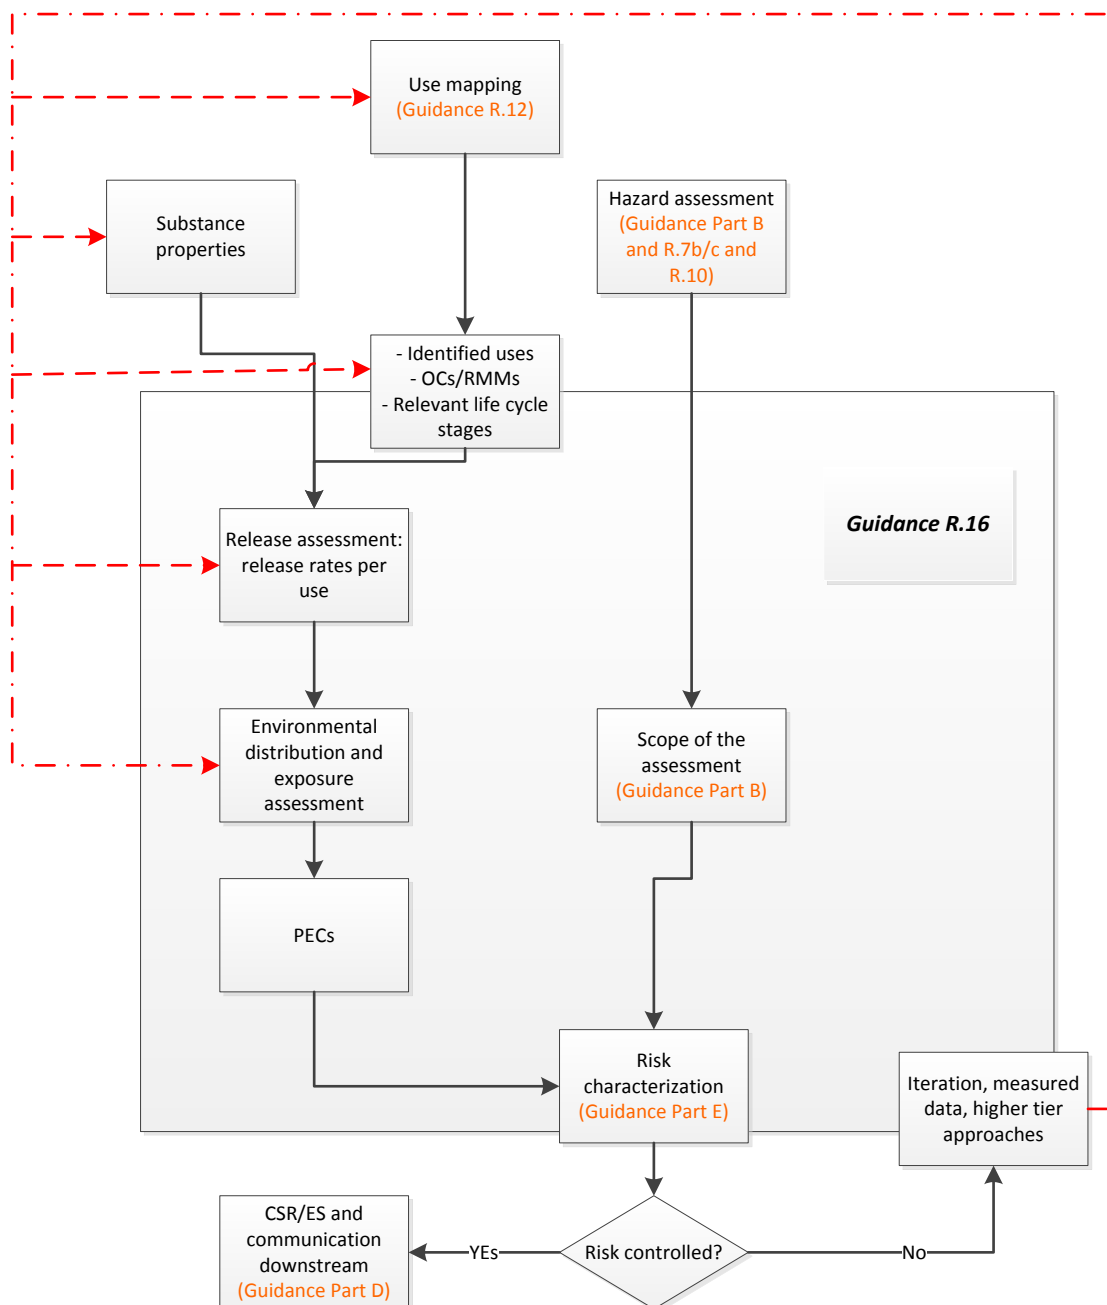 Use mapping
(Guidance R.12)
Substance
properties
Hazard assessment
(Guidance Part B
and R.7b/c and
R.10)
- Identified uses
- OCs/RMMs
- Relevant life cycle
stages
Guidance R.16
Release assessment:
release rates per
use
Environmental
distribution and
exposure
assessment
Scope of the
assessment
(Guidance Part B)
PECs
Risk
characterization
(Guidance Part E)
Iteration, measured
data, higher tier
approaches
CSR/ES and
communication
downstream
(Guidance Part D)
YEs
Risk controlled?
No